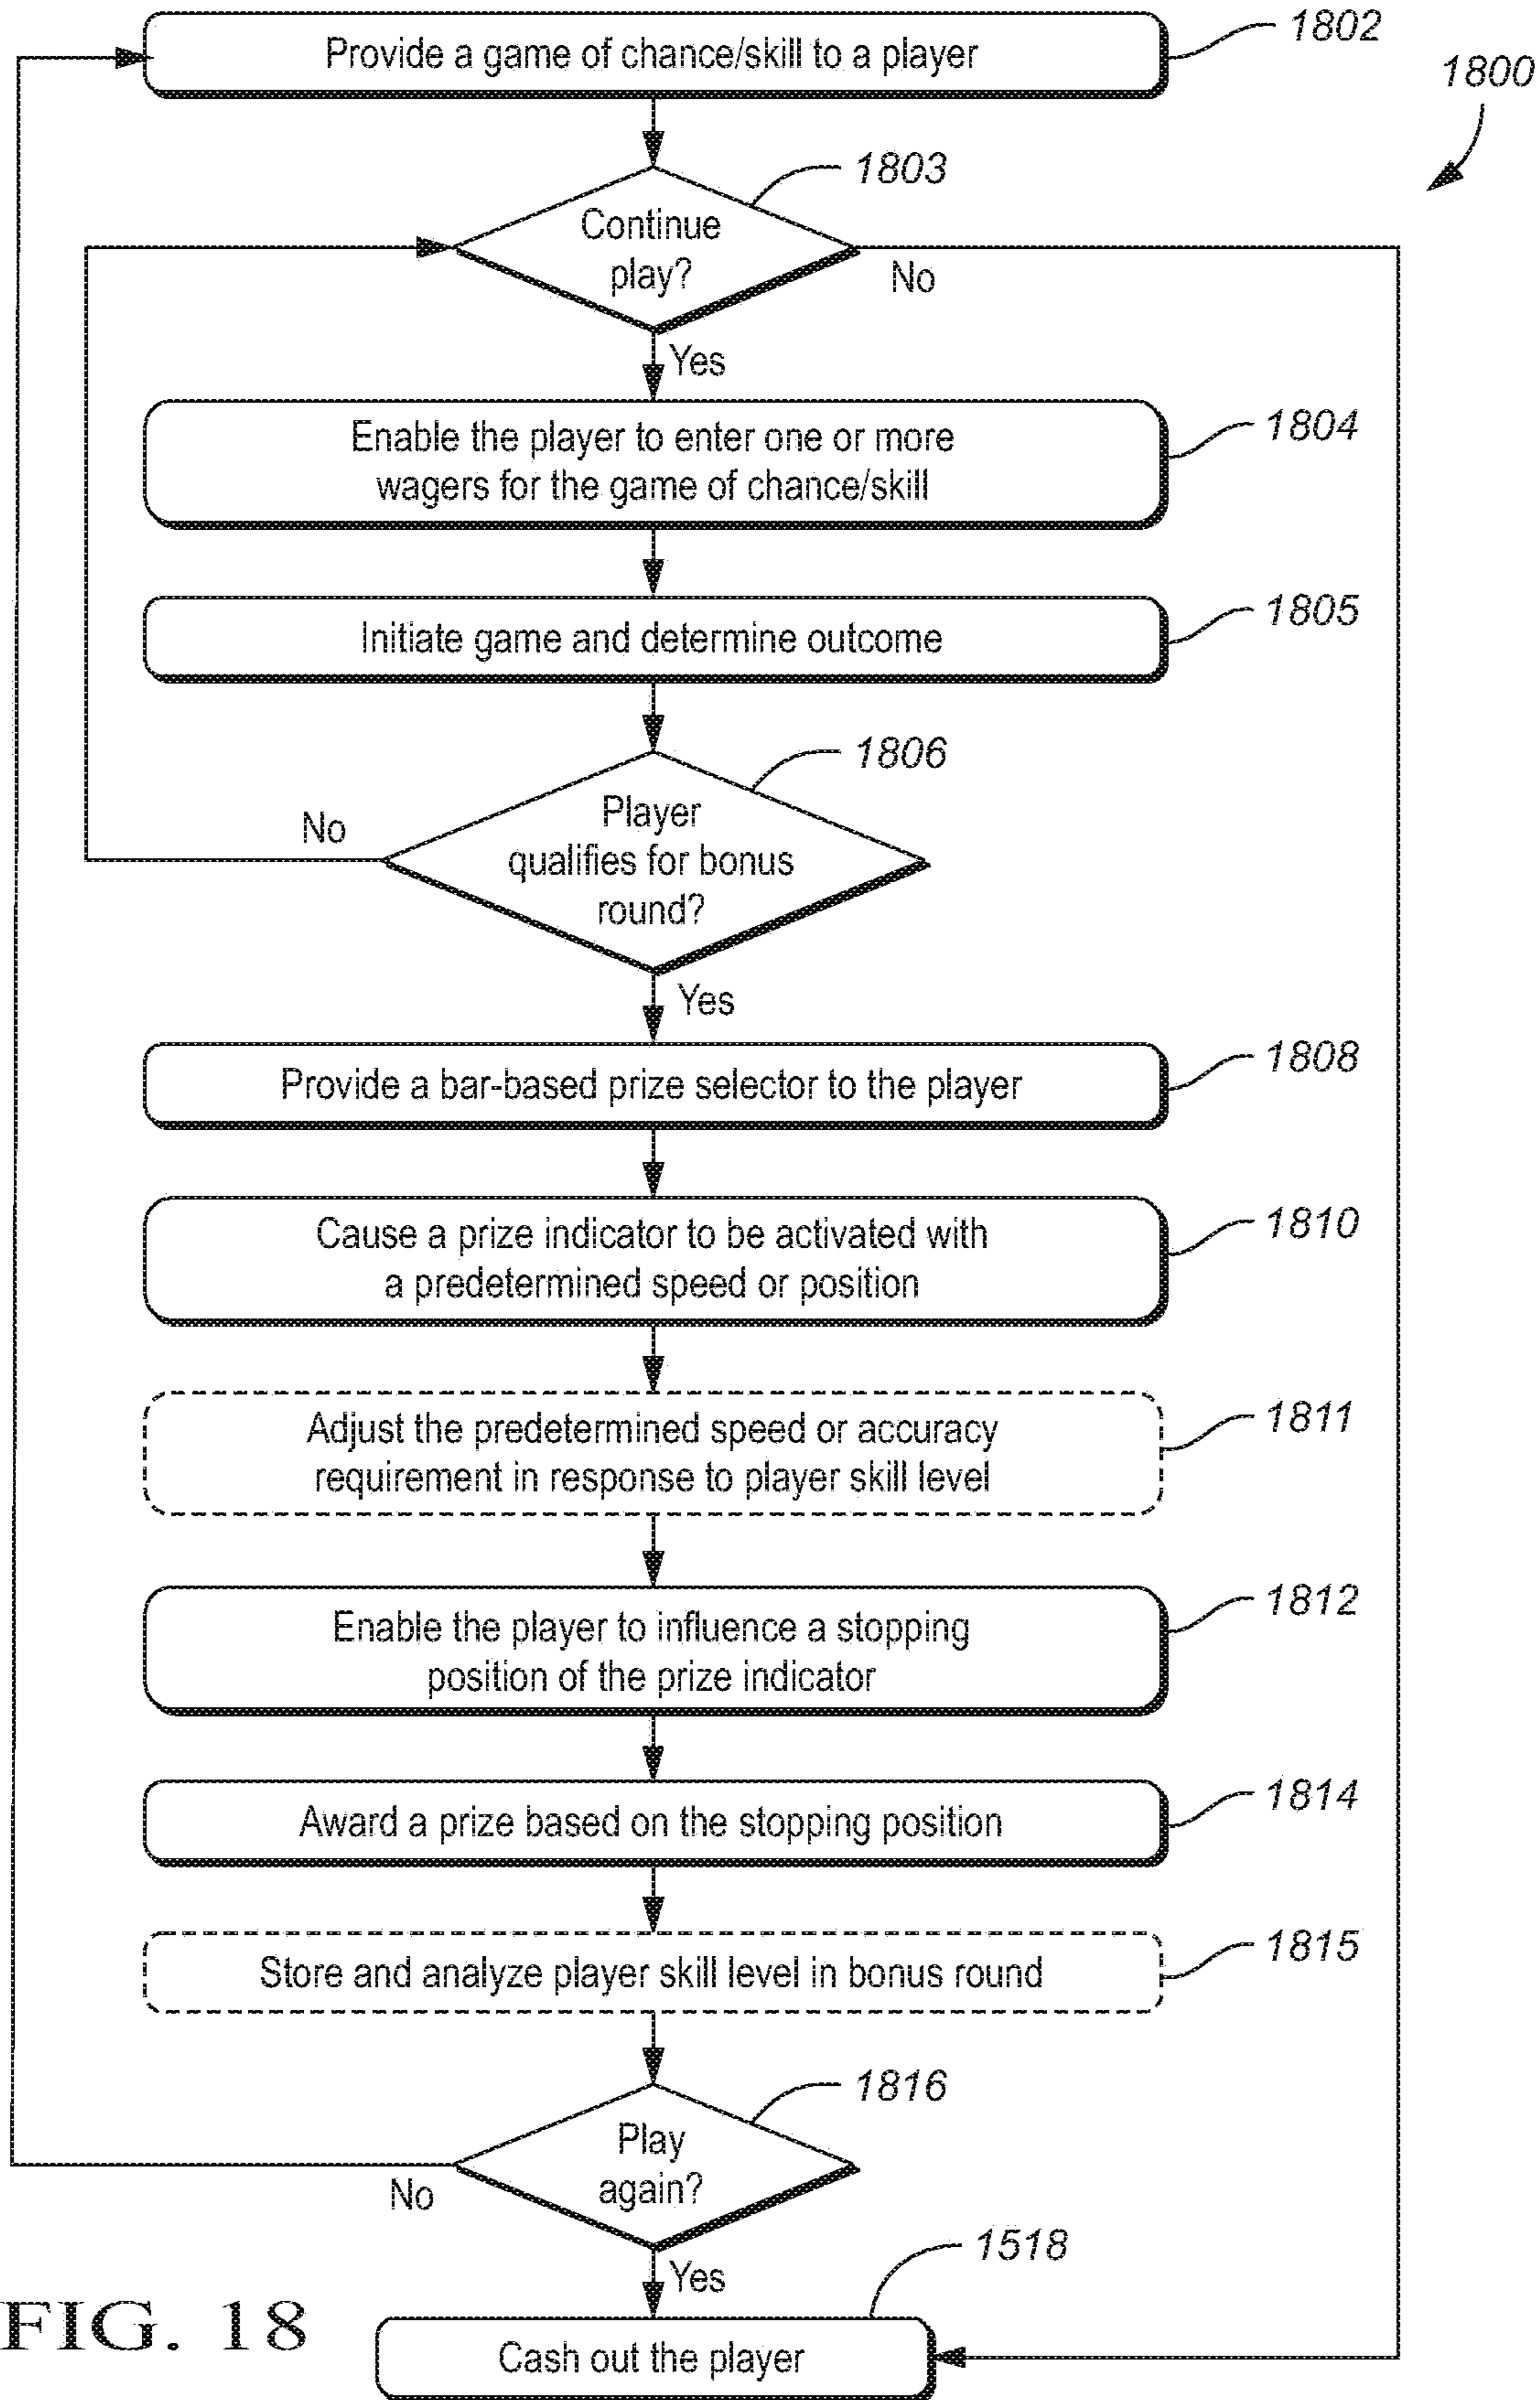 Provide a game of chance/skill to a player
1802
1800
1803
Continue
play?
No
Yes
Enable the player to enter one or more
wagers for the game of chance/skill
1804
Initiate game and determine outcome
1805
1806
Player
qualifies for bonus
round?
No
Yes
Provide a bar-based prize selector to the player
1808
Cause a prize indicator to be activated with
a predetermined speed or position
1810
Adjust the predetermined speed or accuracy
requirement in response to player skill level
1811
Enable the player to influence a stopping
position of the prize indicator
1812
Award a prize based on the stopping position
1814
Store and analyze player skill level in bonus round
1815
1816
Play
again?
No
Yes
1518
Cash out the player
FIG. 18